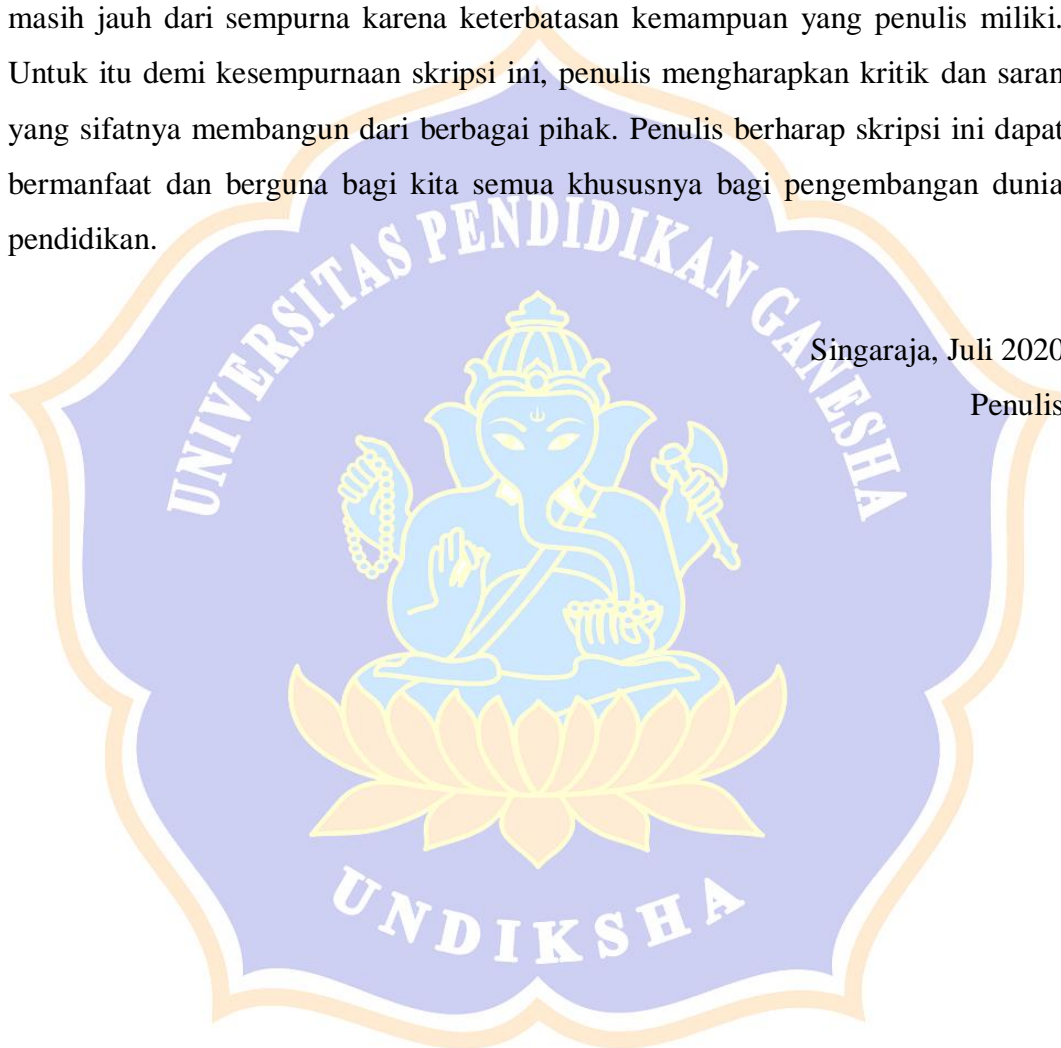 masih jauh dari sempurna karena keterbatasan kemampuan yang penulis miliki.
Untuk itu demi kesempurnaan skripsi ini, penulis mengharapkan kritik dan saran
yang sifatnya membangun dari berbagai pihak. Penulis berharap skripsi ini dapat
bermanfaat dan berguna bagi kita semua khususnya bagi pengembangan dunia
pendidikan.
UNIVERSITAS PENDIDIKAN GANESHA
Singaraja, Juli 2020
Penulis
UNDIKSHA